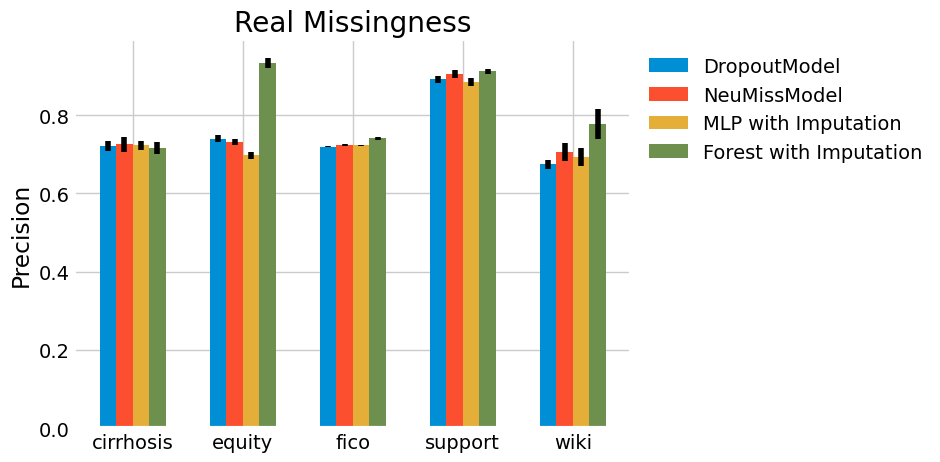 Real Missingness
Precision
0.8
0.6
0.4
0.2
0.0
cirrhosis
equity
fico
support
wiki
DropoutModel
NeuMissModel
MLP with Imputation
Forest with Imputation